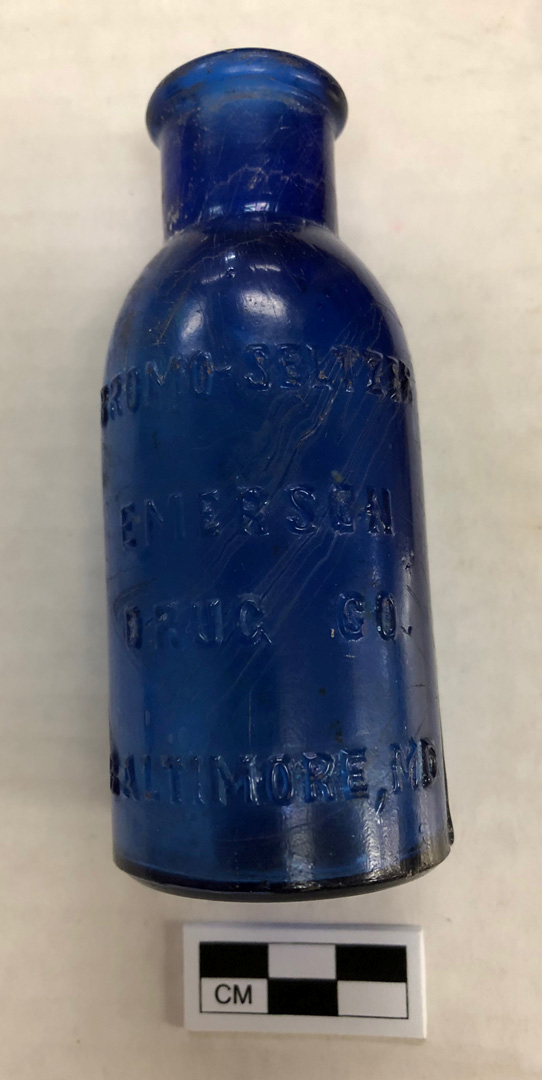 BROMO-SELTZER
EMERSON
DRUG CO.
BALTIMORE, MD
CM